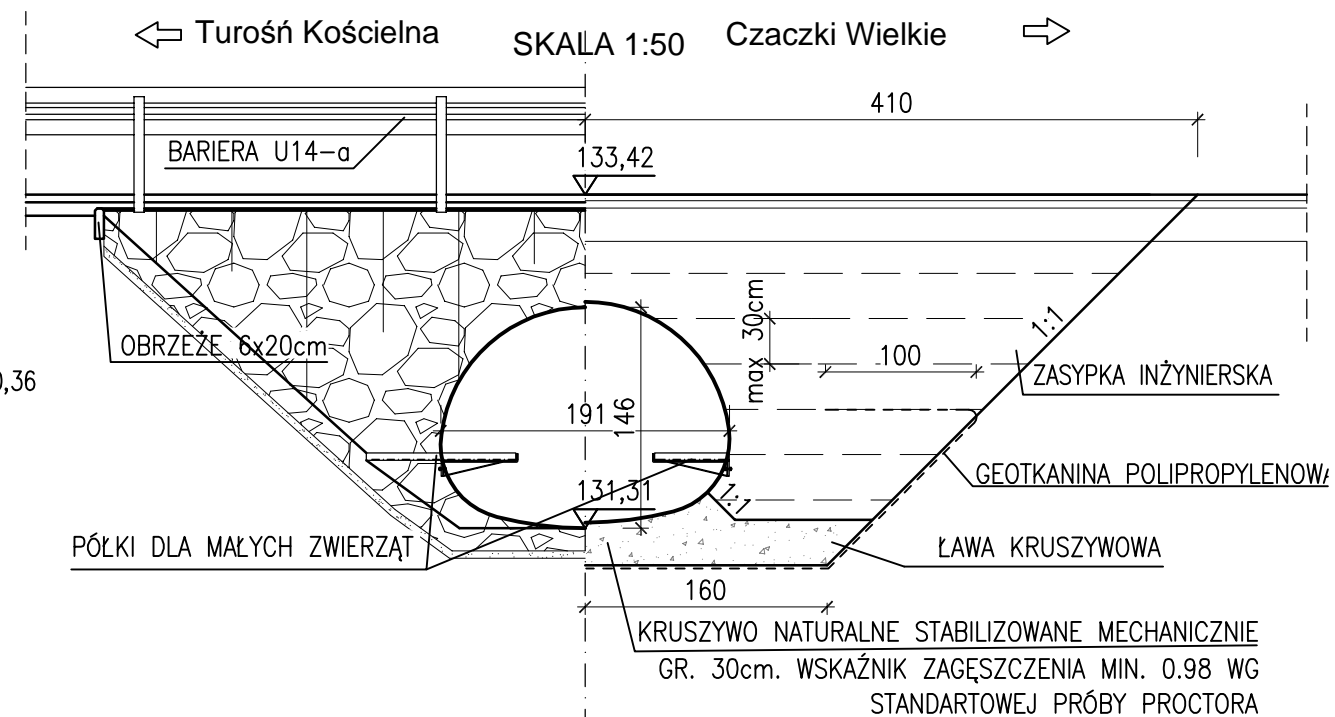 Turośń Kościelna
SKALA 1:50
Czaczki Wielkie
410
BARIERA U14-a
133,42
OBRZEŻE 6x20cm
max 30cm
1:1
100
ZASYPKA INŻYNIERSKA
0,36
191
146
GEOTKANINA POLIPROPYLENOWA
131,31
1:1
PÓŁKI DLA MAŁYCH ZWIERZĄT
ŁAWA KRUSZYWOWA
160
KRUSZYWO NATURALNE STABILIZOWANE MECHANICZNIE
GR. 30cm. WSKAŹNIK ZAGĘSZCZENIA MIN. 0.98 WG
STANDARTOWEJ PRÓBY PROCTORA